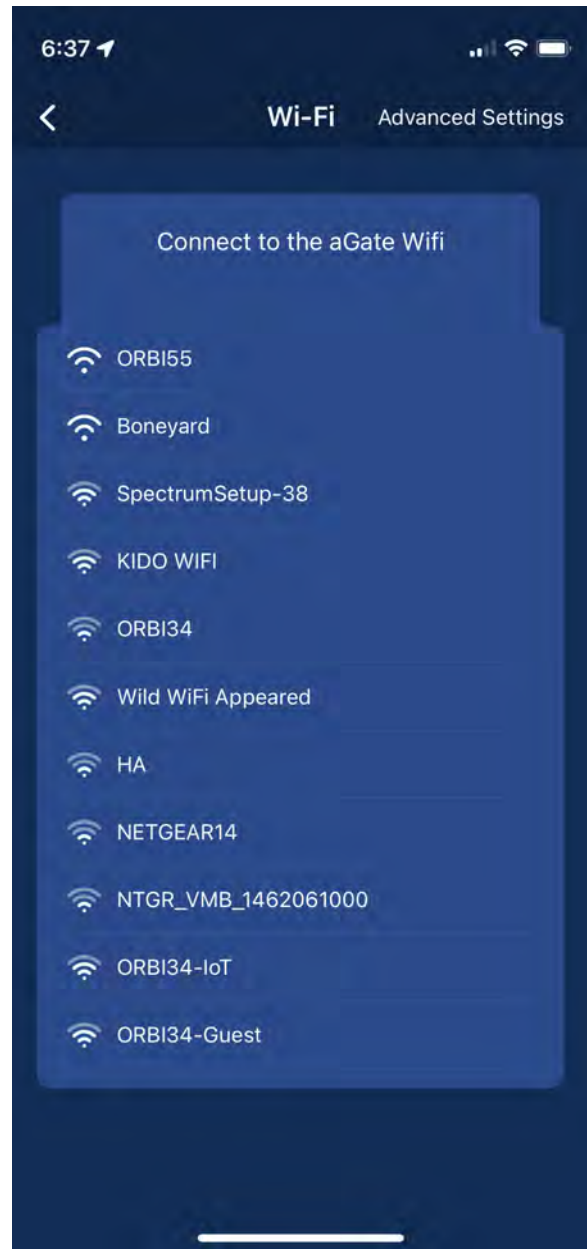 6:37
Wi-Fi Advanced Settings
Connect to the aGate Wifi
ORBI55
Boneyard
SpectrumSetup-38
KIDO WIFI
ORBI34
Wild WiFi Appeared
HA
NETGEAR14
NTGR_VMB_1462061000
ORBI34-IoT
ORBI34-Guest